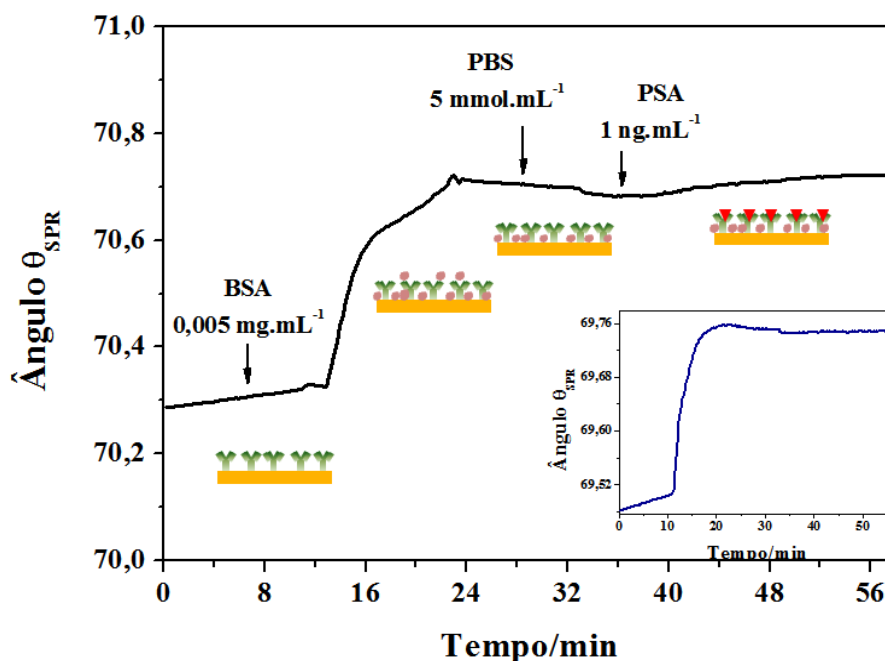 71,0
70,8
70,6
70,4
70,2
70,0
Ângulo θSPR
PBS
5 mmol.mL-1
PSA
1 ng.mL-1
BSA
0,005 mg.mL-1
0
8
16
24
32
40
48
56
Tempo/min
69,76
69,68
69,60
69,52
Ângulo θSPR
0
10
20
30
40
50
Tempo/min